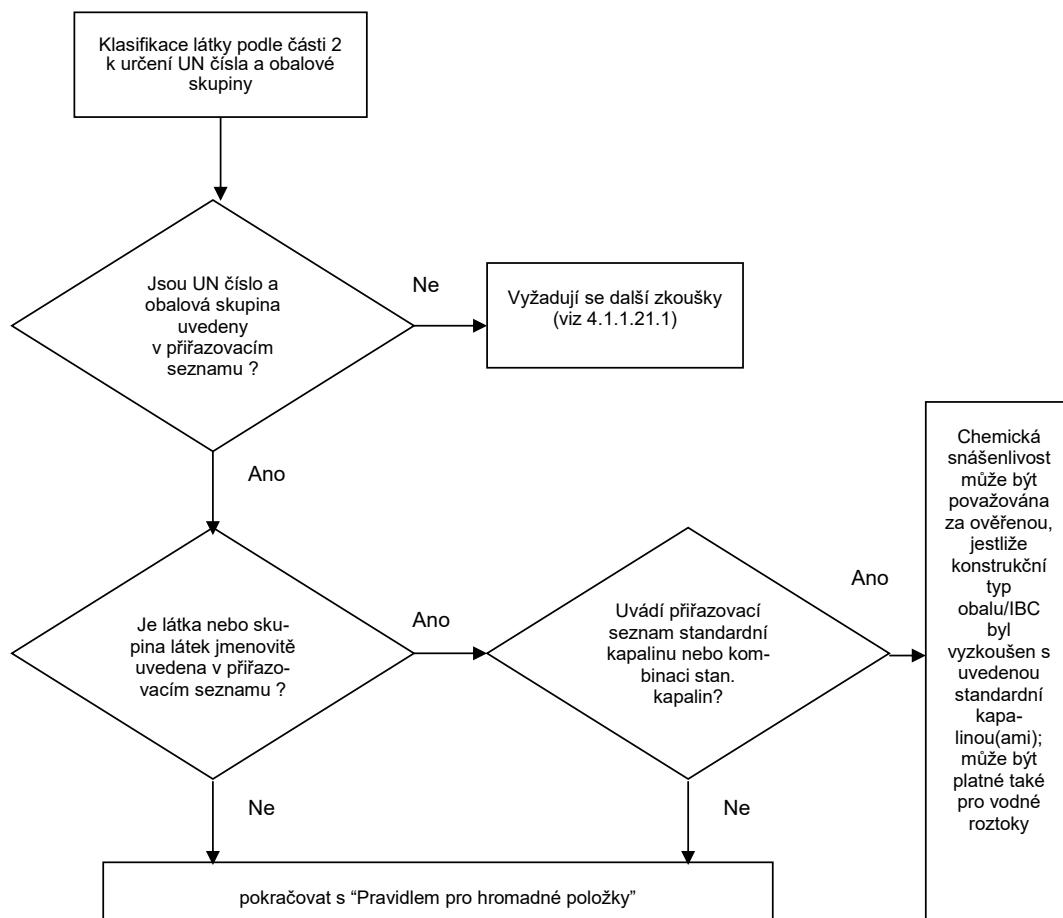 Klasifikace látky podle části 2
k určení UN čísla a obalové
skupiny
Jsou UN číslo a
obalová skupina
uvedeny
v přiřazovacím
seznamu ?
Ne
Vyžadují se další zkoušky
(viz 4.1.1.21.1)
Ano
Je látka nebo sku-
pina látek jmenovitě
uvedena v přiřazo-
vacím seznamu ?
Ano
Uvádí přiřazovací
seznam standardní
kapalinu nebo kom-
binaci stan.
kapalin?
Ano
Chemická
snášenlivost
může být
považována
za ověřenou,
jestliže
konstrukční
typ
obalu/IBC
byl
vyzkoušen s
uvedenou
standardní
kapa-
linou(ami);
může být
platné také
pro vodné
roztoky
Ne
Ne
pokračovat s “Pravidlem pro hromadné položky”